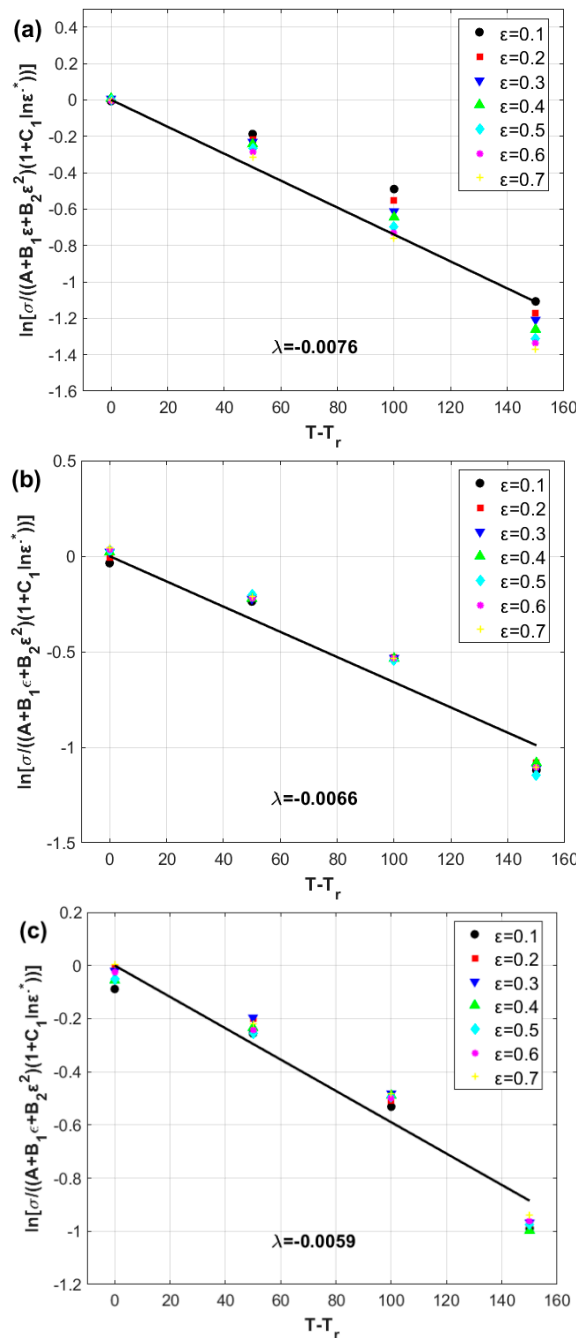 (a)
ln[σ/((A+B₁ε+B₂ε²)(1+C₁lnε̇*))]
0.4
0.2
0
-0.2
-0.4
-0.6
-0.8
-1
-1.2
-1.4
-1.6
ε=0.1
ε=0.2
ε=0.3
ε=0.4
ε=0.5
ε=0.6
ε=0.7
λ=-0.0076
0 20 40 60 80 100 120 140 160
T-Tᵣ
(b)
ln[σ/((A+B₁ϵ+B₂ε²)(1+C₁lnε̇*))]
0.5
0
-0.5
-1
-1.5
ε=0.1
ε=0.2
ε=0.3
ε=0.4
ε=0.5
ε=0.6
ε=0.7
λ=-0.0066
0 20 40 60 80 100 120 140 160
T-Tᵣ
(c)
ln[σ/((A+B₁ϵ+B₂ε²)(1+C₁lnε̇*))]
0.2
0
-0.2
-0.4
-0.6
-0.8
-1
-1.2
ε=0.1
ε=0.2
ε=0.3
ε=0.4
ε=0.5
ε=0.6
ε=0.7
λ=-0.0059
0 20 40 60 80 100 120 140 160
T-Tᵣ